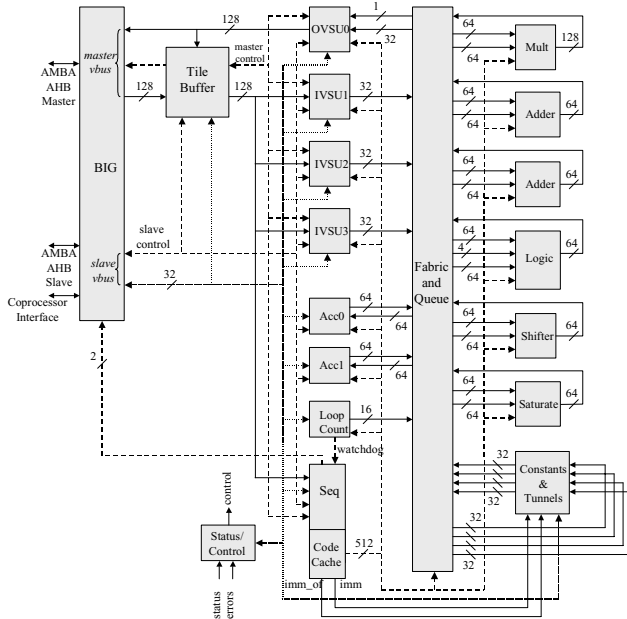 128
master
vbus
AMBA
AHB
Master
128
Tile
Buffer
master
control
128
BIG
slave
control
AMBA
AHB
Slave
slave
vbus
32
Coprocessor
Interface
2
OVSU0
1
32
IVSU1
32
IVSU2
32
IVSU3
32
Acc0
64
64
Acc1
64
64
Loop
Count
16
watchdog
Seq
Code
Cache
512
imm_of
imm
control
Status/
Control
status
errors
Fabric
and
Queue
64
64
Mult
128
64
64
Adder
64
64
64
Adder
64
64
4
64
Logic
64
64
64
Shifter
64
64
64
Saturate
64
32
32
Constants
&
Tunnels
32
32